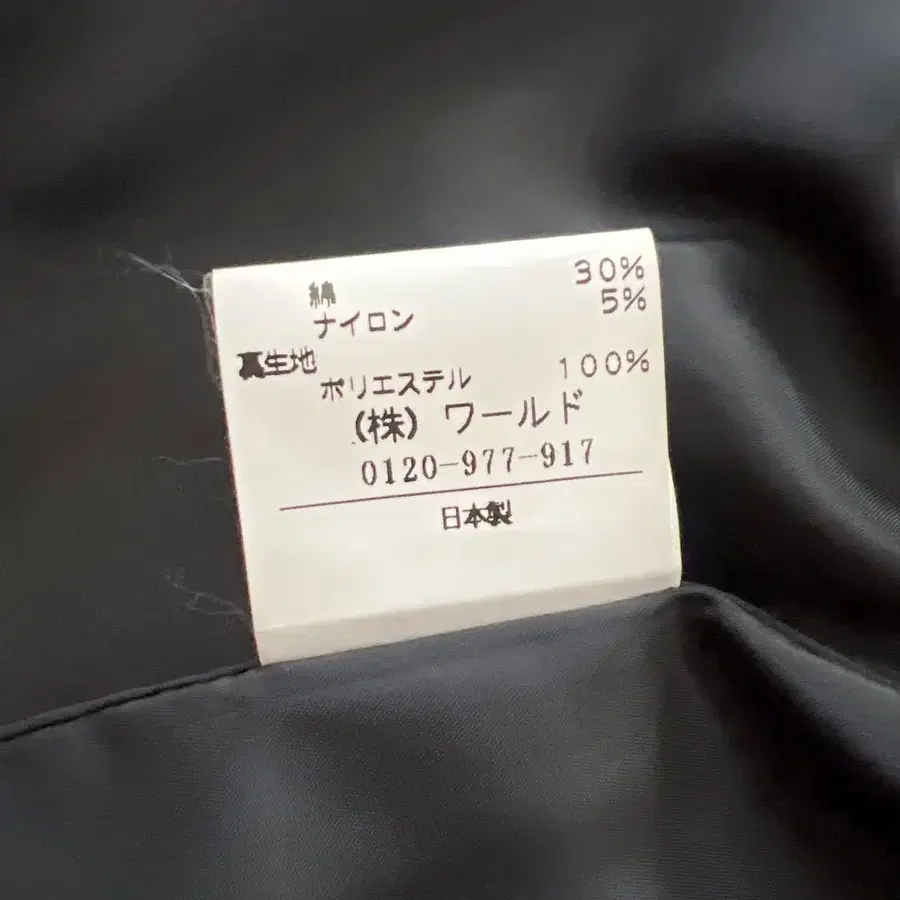 綿 30%
ナイロン 5%
裏生地
ポリエステル 100%
(株) ワールド
0120-977-917
日本製